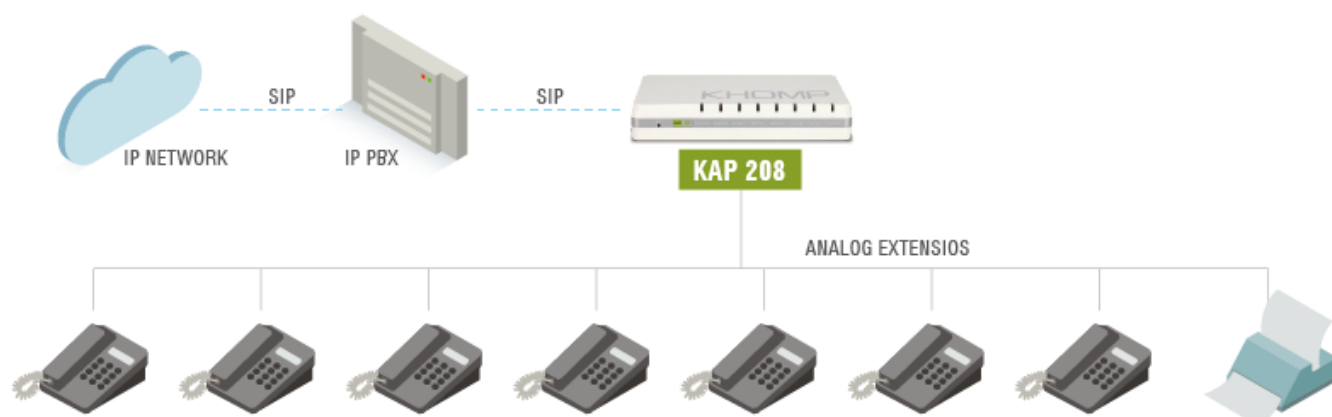 SIP
SIP
KHOMP
IP NETWORK
IP PBX
KAP 208
ANALOG EXTENSIOS